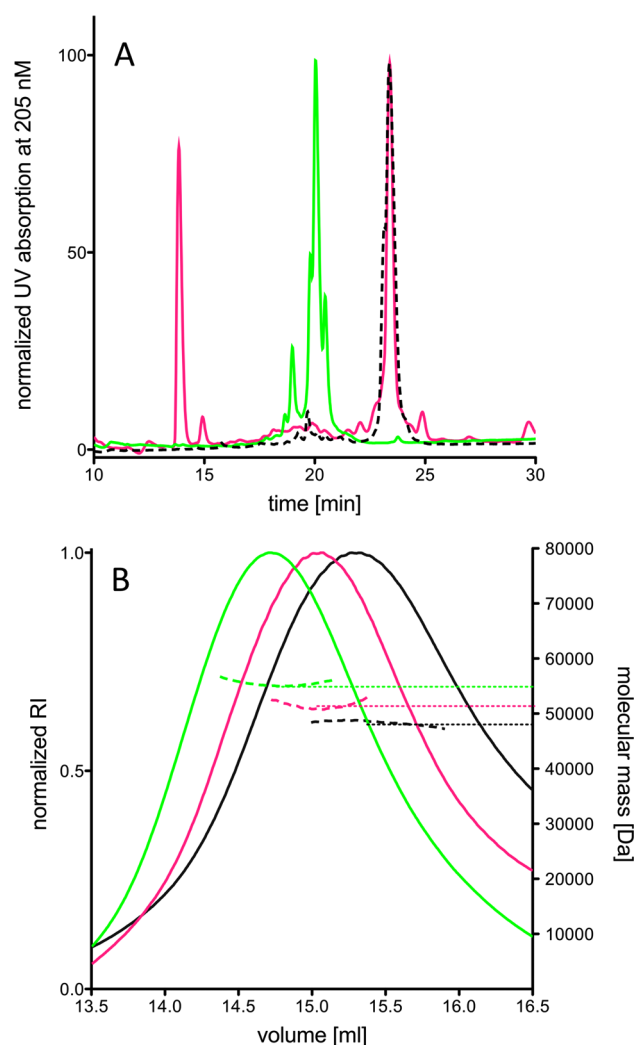 A
normalized UV absorption at 205 nM
100
50
0
10 15 20 25 30
time [min]
B
normalized RI
1.0
0.5
0.0
80000
70000
60000
50000
40000
30000
20000
10000
molecular mass [Da]
13.5 14.0 14.5 15.0 15.5 16.0 16.5
volume [ml]